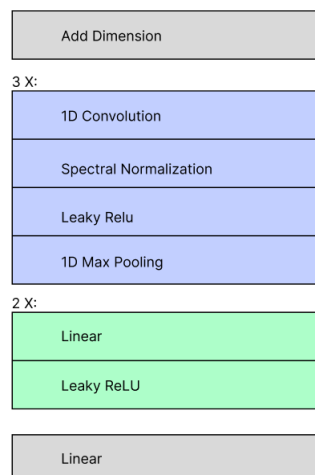 Add Dimension
3 X:
1D Convolution
Spectral Normalization
Leaky Relu
1D Max Pooling
2 X:
Linear
Leaky ReLU
Linear